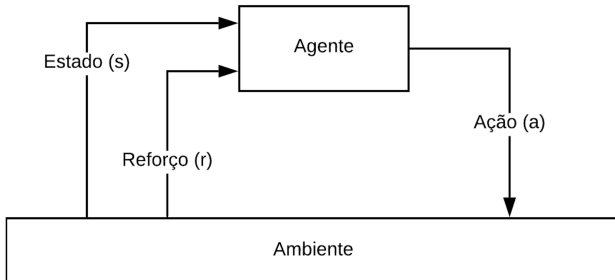 Agente
Estado (s)
Ação (a)
Reforço (r)
Ambiente